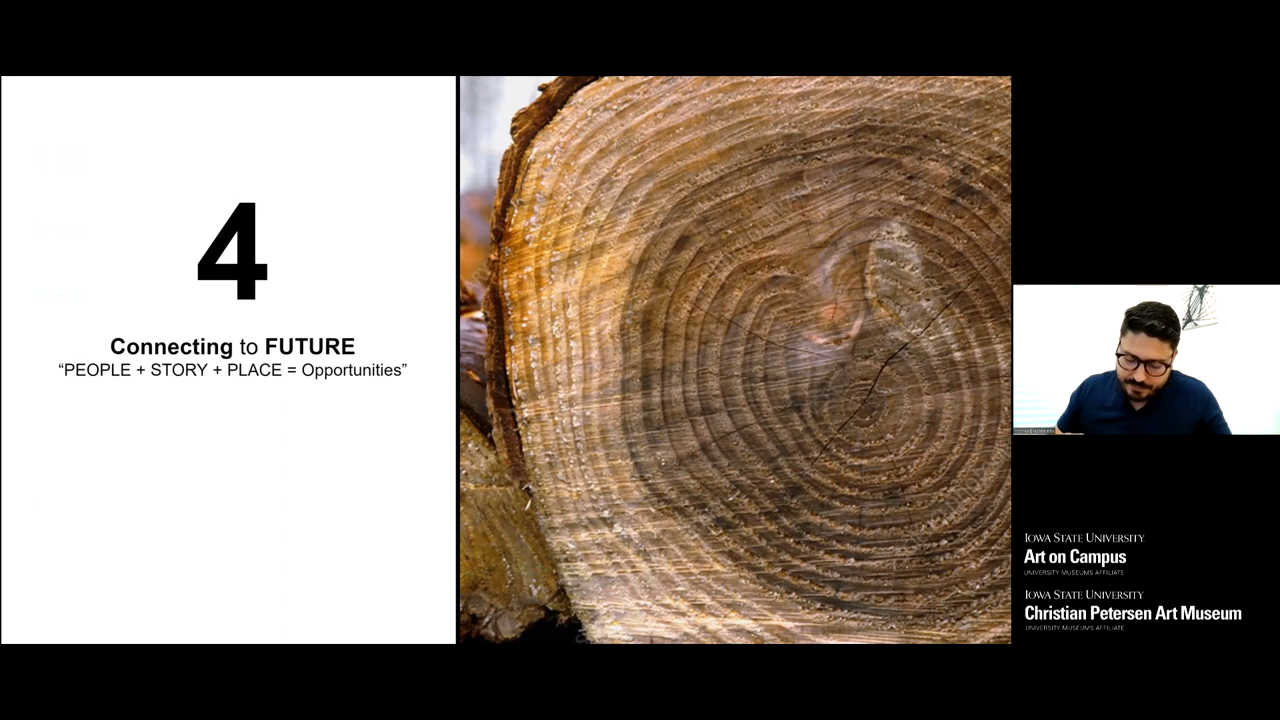 4
Connecting to FUTURE
“PEOPLE + STORY + PLACE = Opportunities”
IOWA STATE UNIVERSITY
Art on Campus
UNIVERSITY MUSEUMS AFFILIATE
IOWA STATE UNIVERSITY
Christian Petersen Art Museum
UNIVERSITY MUSEUMS AFFILIATE